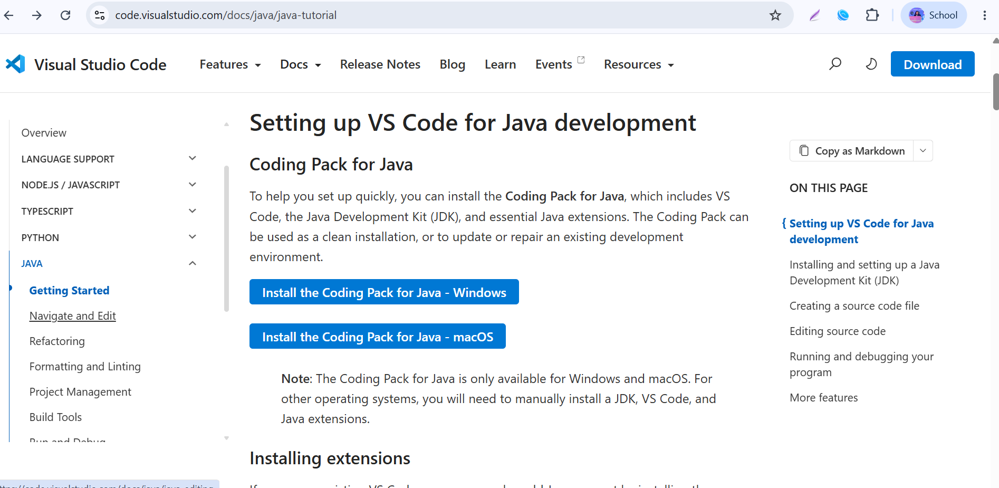 code.visualstudio.com/docs/java/java-tutorial
School
Visual Studio Code
Features
Docs
Release Notes
Blog
Learn
Events
Resources
Download
Overview
LANGUAGE SUPPORT
NODE.JS / JAVASCRIPT
TYPESCRIPT
PYTHON
JAVA
Getting Started
Navigate and Edit
Refactoring
Formatting and Linting
Project Management
Build Tools
Run and Debug
Setting up VS Code for Java development
Coding Pack for Java
To help you set up quickly, you can install the Coding Pack for Java, which includes VS
Code, the Java Development Kit (JDK), and essential Java extensions. The Coding Pack can
be used as a clean installation, or to update or repair an existing development
environment.
Install the Coding Pack for Java - Windows
Install the Coding Pack for Java - macOS
Note: The Coding Pack for Java is only available for Windows and macOS. For
other operating systems, you will need to manually install a JDK, VS Code, and
Java extensions.
Installing extensions
Copy as Markdown
ON THIS PAGE
{ Setting up VS Code for Java
development
Installing and setting up a Java
Development Kit (JDK)
Creating a source code file
Editing source code
Running and debugging your
program
More features